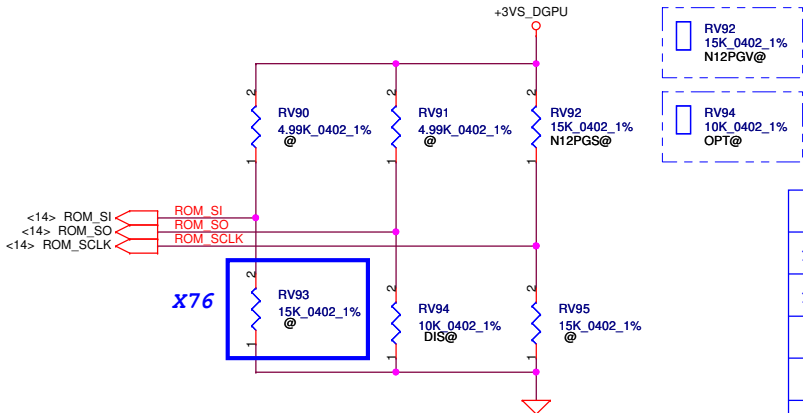 +3VS_DGPU
RV92
15K_0402_1%
N12PGV@
RV94
10K_0402_1%
OPT@
2
RV90
4.99K_0402_1%
@
1
2
RV91
4.99K_0402_1%
@
1
2
RV92
15K_0402_1%
N12PGS@
1
<14> ROM_SI
ROM_SI
<14> ROM_SO
ROM_SO
<14> ROM_SCLK
ROM_SCLK
X76
2
RV93
15K_0402_1%
@
1
2
RV94
10K_0402_1%
DIS@
1
2
RV95
15K_0402_1%
@
1